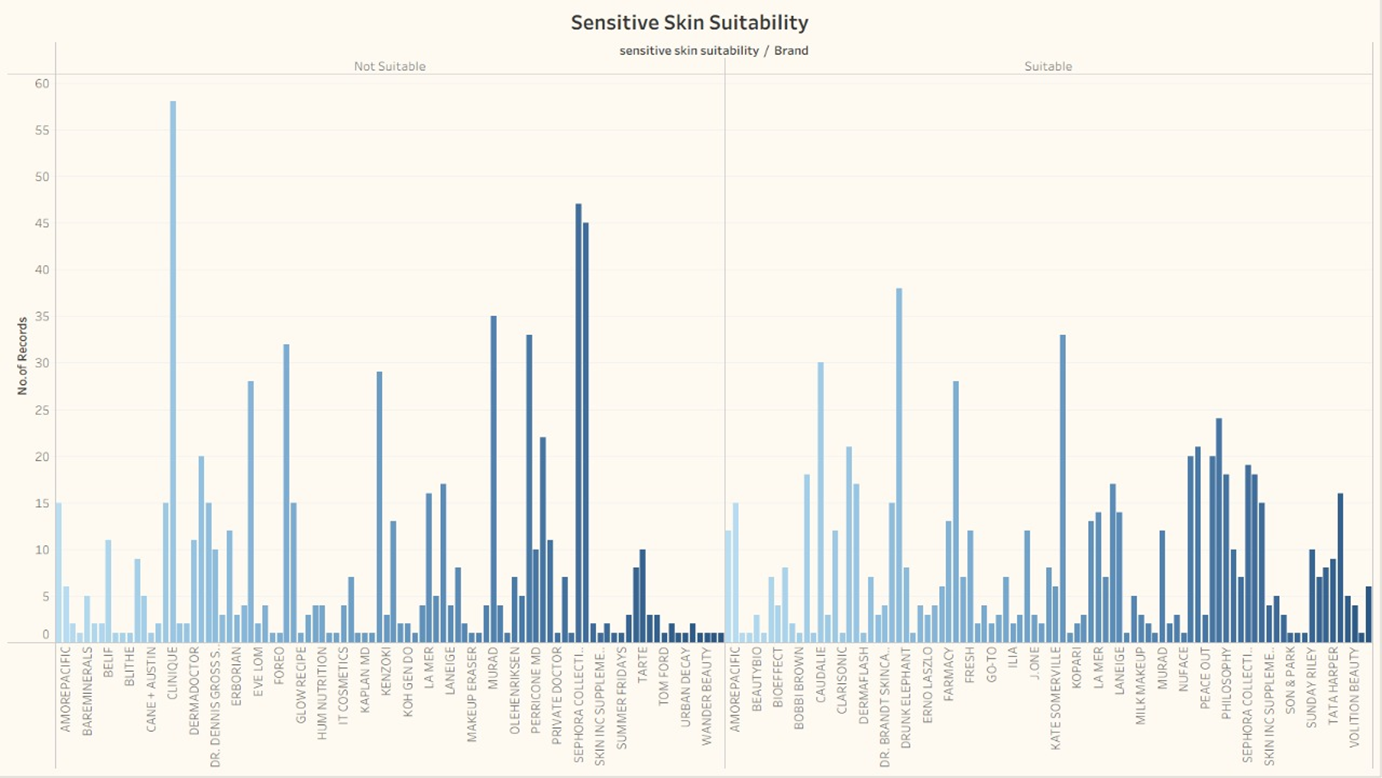 Sensitive Skin Suitability
sensitive skin suitability / Brand
Not Suitable
Suitable
No.of Records
60
55
50
45
40
35
30
25
20
15
10
5
0
AMOREPACIFIC
BAREMINERALS
BELIF
BLITHE
CANE + AUSTIN
CLINIQUE
DERMADOCTOR
DR. DENNIS GROSS S..
ERBORIAN
EVE LOM
FOREO
GLOW RECIPE
HUM NUTRITION
IT COSMETICS
KAPLAN MD
KENZOKI
KOH GEN DO
LA MER
LANEIGE
MAKEUP ERASER
MURAD
OLEHENRIKSEN
PERRICONE MD
PRIVATE DOCTOR
SEPHORA COLLECTI..
SKIN INC SUPPLEME..
SUMMER FRIDAYS
TARTE
TOM FORD
URBAN DECAY
WANDER BEAUTY
AMOREPACIFIC
BEAUTYBIO
BIOEFFECT
BOBBI BROWN
CAUDALIE
CLARISONIC
DERMAFLASH
DR. BRANDT SKINCA..
DRUNK ELEPHANT
ERNO LASZLO
FARMACY
FRESH
GO-TO
ILIA
J.ONE
KATE SOMERVILLE
KOPARI
LA MER
LANEIGE
MILK MAKEUP
MURAD
NUFACE
PEACE OUT
PHILOSOPHY
SEPHORA COLLECTI..
SKIN INC SUPPLEME..
SON & PARK
SUNDAY RILEY
TATA HARPER
VOLITION BEAUTY